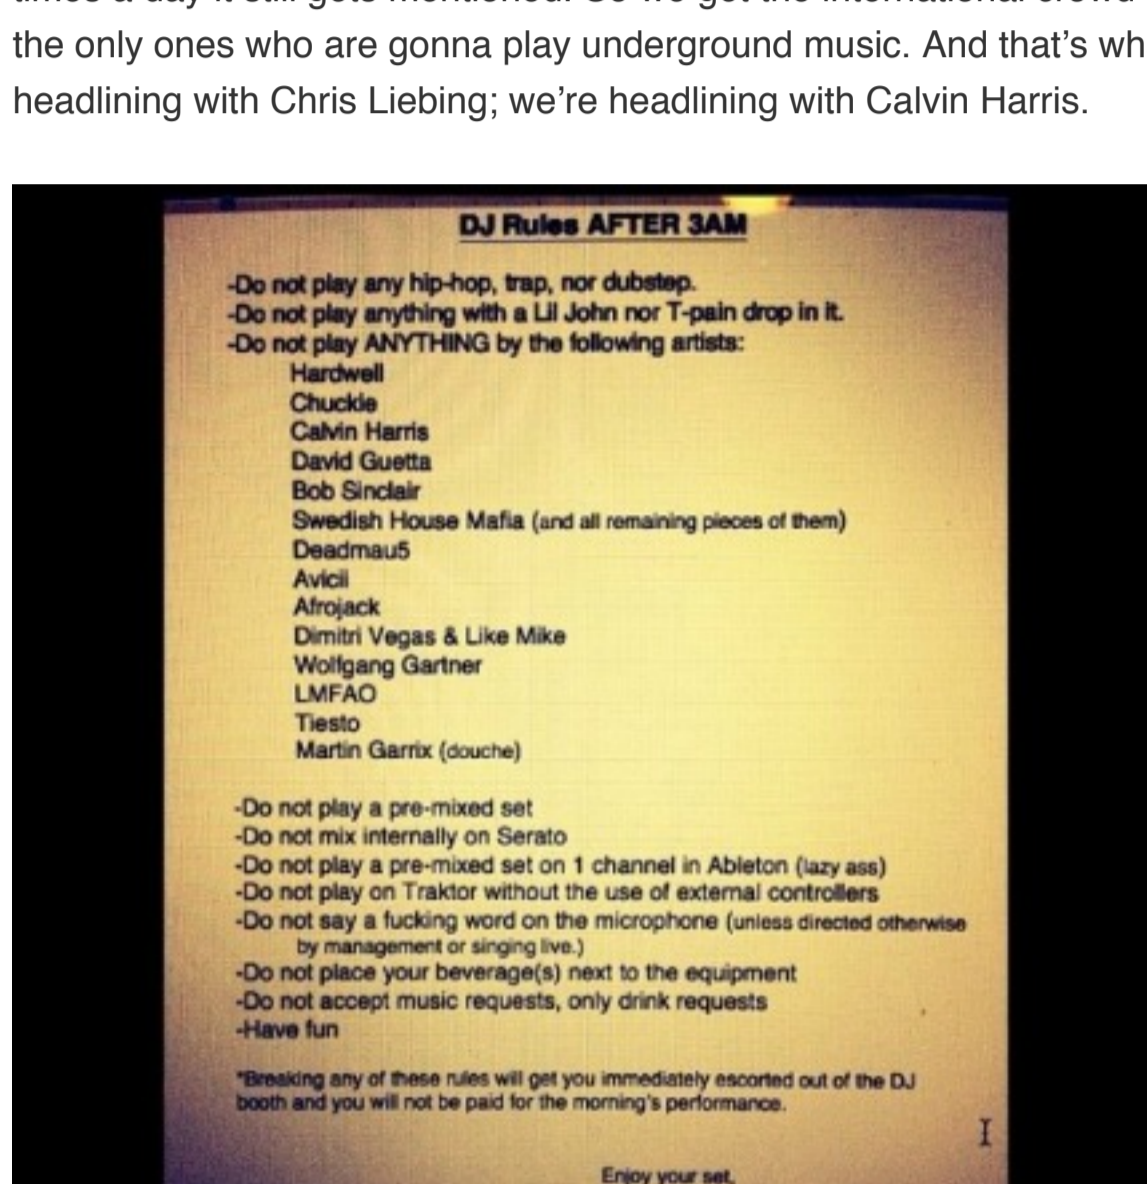 the only ones who are gonna play underground music. And that’s wh
headlining with Chris Liebing; we’re headlining with Calvin Harris.
DJ Rules AFTER 3AM
-Do not play any hip-hop, trap, nor dubstep.
-Do not play anything with a Lil John nor T-pain drop in it.
-Do not play ANYTHING by the following artists:
Hardwell
Chuckie
Calvin Harris
David Guetta
Bob Sinclair
Swedish House Mafia (and all remaining pieces of them)
Deadmau5
Avicii
Afrojack
Dimitri Vegas & Like Mike
Wolfgang Gartner
LMFAO
Tiesto
Martin Garrix (douche)
-Do not play a pre-mixed set
-Do not mix internally on Serato
-Do not play a pre-mixed set on 1 channel in Ableton (lazy ass)
-Do not play on Traktor without the use of external controllers
-Do not say a fucking word on the microphone (unless directed otherwise
by management or singing live.)
-Do not place your beverage(s) next to the equipment
-Do not accept music requests, only drink requests
-Have fun
*Breaking any of these rules will get you immediately escorted out of the DJ
booth and you will not be paid for the morning's performance.
Enjoy your set.